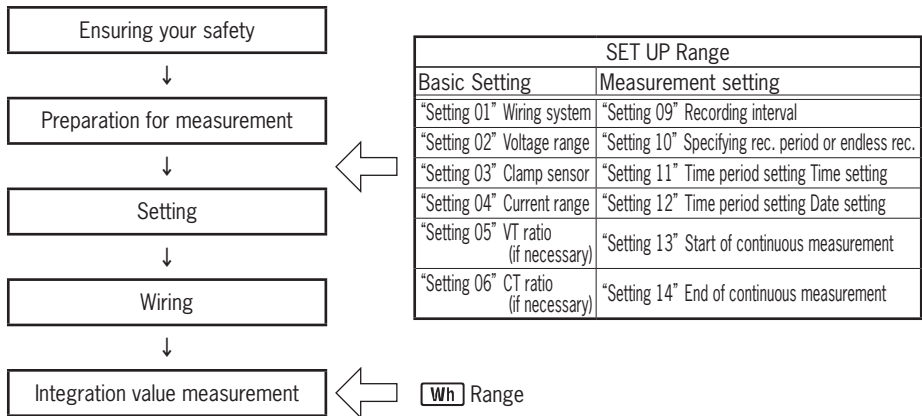 Ensuring your safety
↓
Preparation for measurement
↓
Setting
↓
Wiring
↓
Integration value measurement
SET UP Range
Basic Setting Measurement setting
“Setting 01” Wiring system “Setting 09” Recording interval
“Setting 02” Voltage range “Setting 10” Specifying rec. period or endless rec.
“Setting 03” Clamp sensor “Setting 11” Time period setting Time setting
“Setting 04” Current range “Setting 12” Time period setting Date setting
“Setting 05” VT ratio
(if necessary)
“Setting 13” Start of continuous measurement
“Setting 06” CT ratio
(if necessary)
“Setting 14” End of continuous measurement
Wh Range